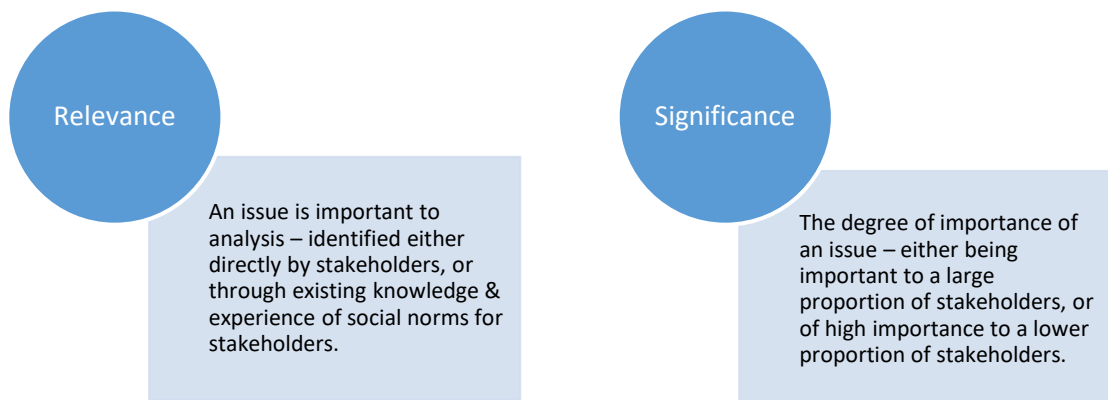 Relevance
An issue is important to
analysis – identified either
directly by stakeholders, or
through existing knowledge &
experience of social norms for
stakeholders.
Significance
The degree of importance of
an issue – either being
important to a large
proportion of stakeholders, or
of high importance to a lower
proportion of stakeholders.